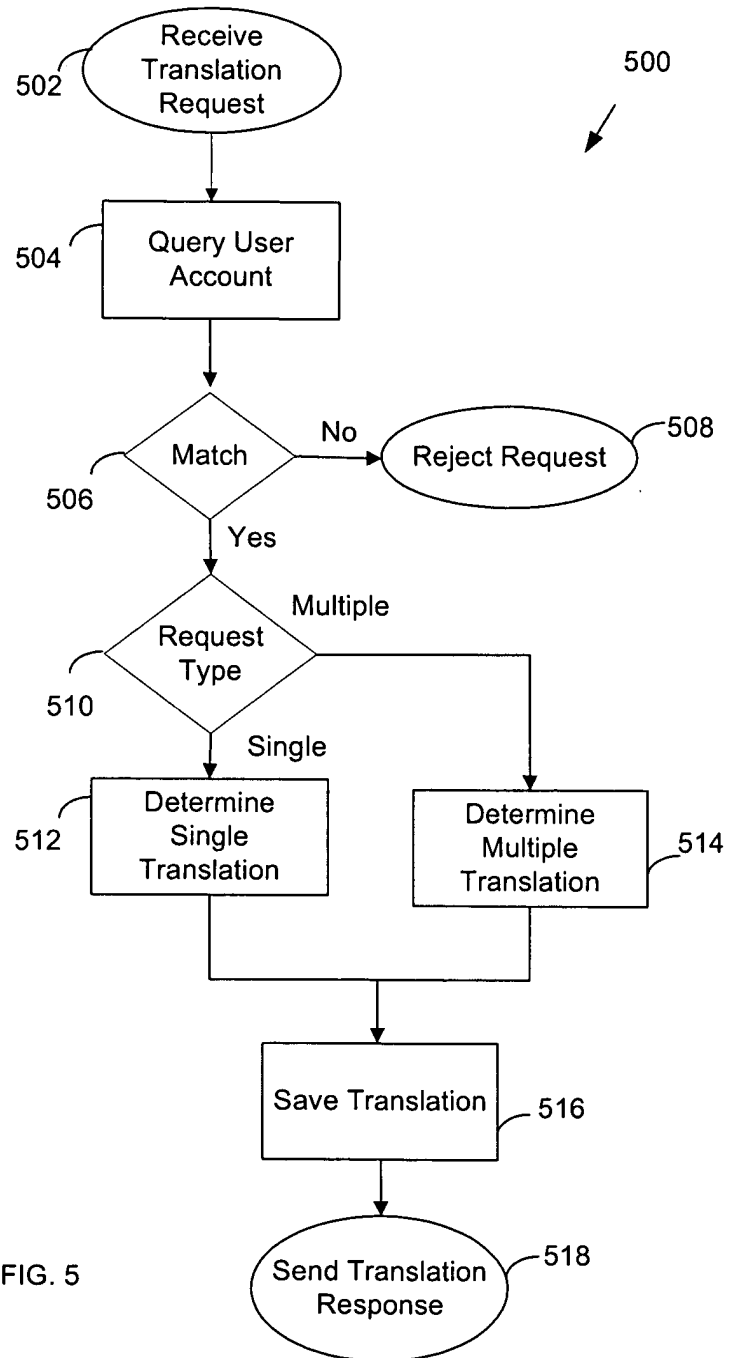 Receive
Translation
Request
502
500
Query User
Account
504
Match
506
No
Reject Request
508
Yes
Request
Type
510
Multiple
Single
Determine
Single
Translation
512
Determine
Multiple
Translation
514
Save Translation
516
Send Translation
Response
518
FIG. 5